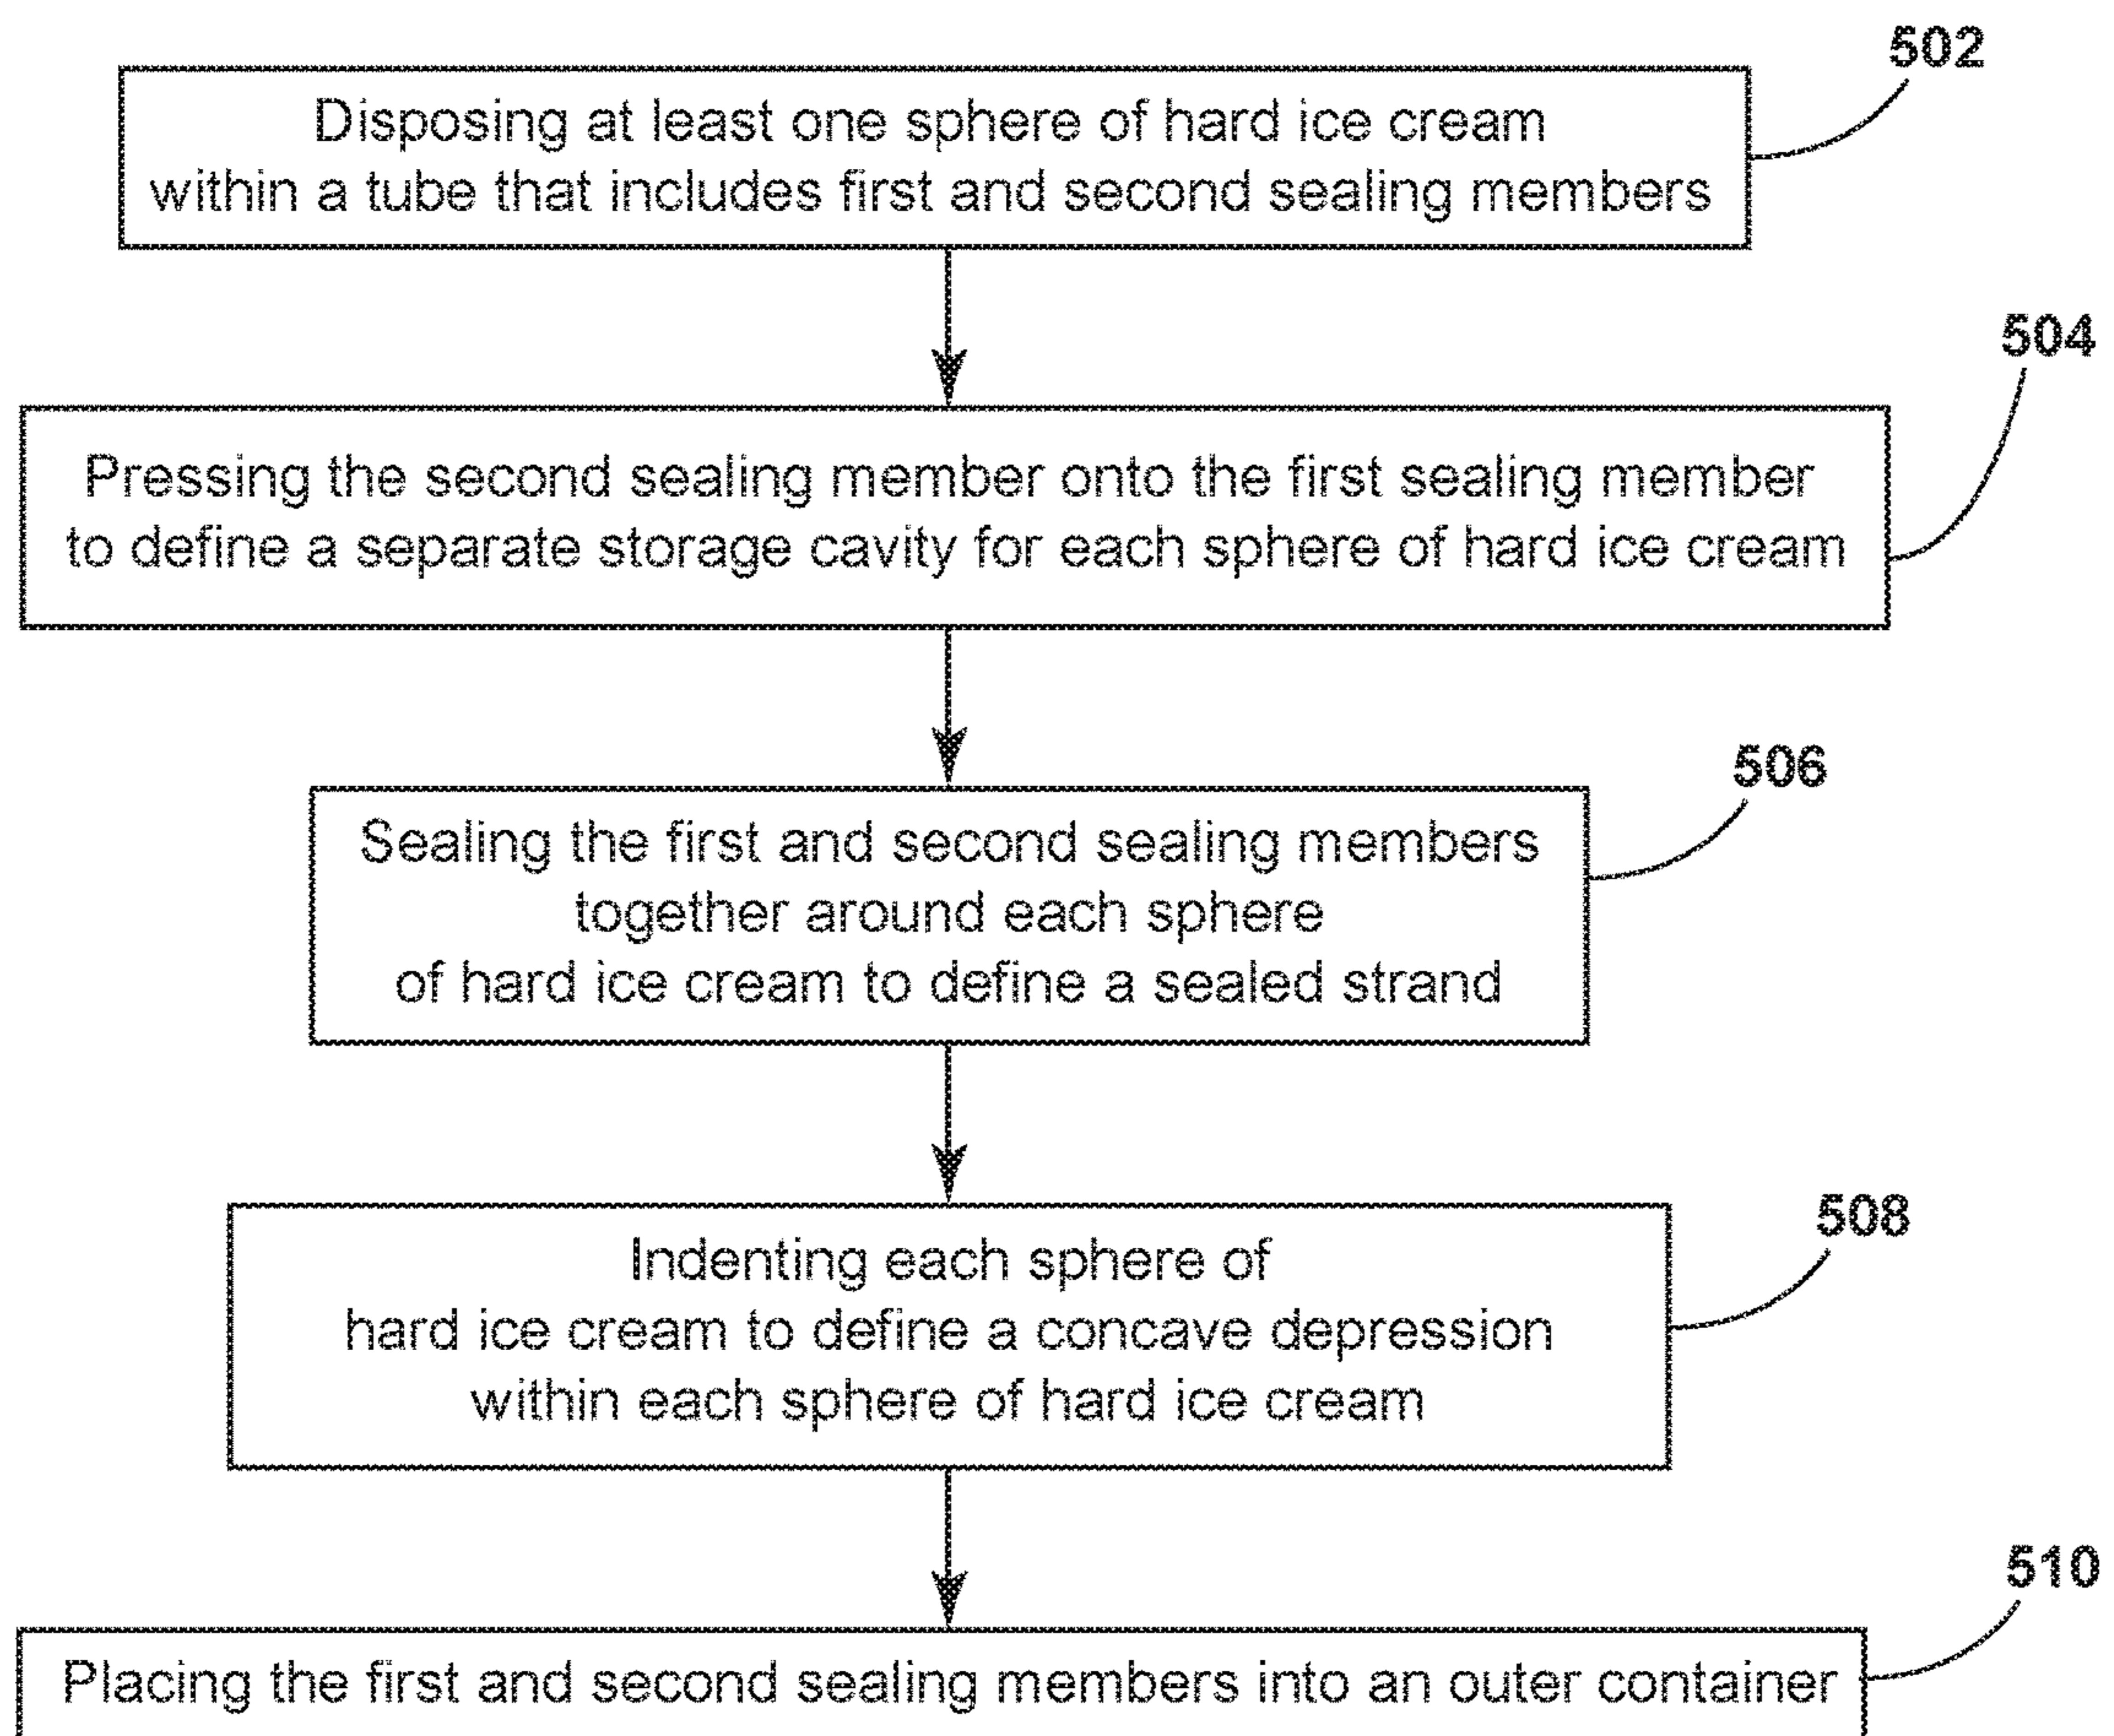 502
Disposing at least one sphere of hard ice cream
within a tube that includes first and second sealing members
504
Pressing the second sealing member onto the first sealing member
to define a separate storage cavity for each sphere of hard ice cream
506
Sealing the first and second sealing members
together around each sphere
of hard ice cream to define a sealed strand
508
Indenting each sphere of
hard ice cream to define a concave depression
within each sphere of hard ice cream
510
Placing the first and second sealing members into an outer container